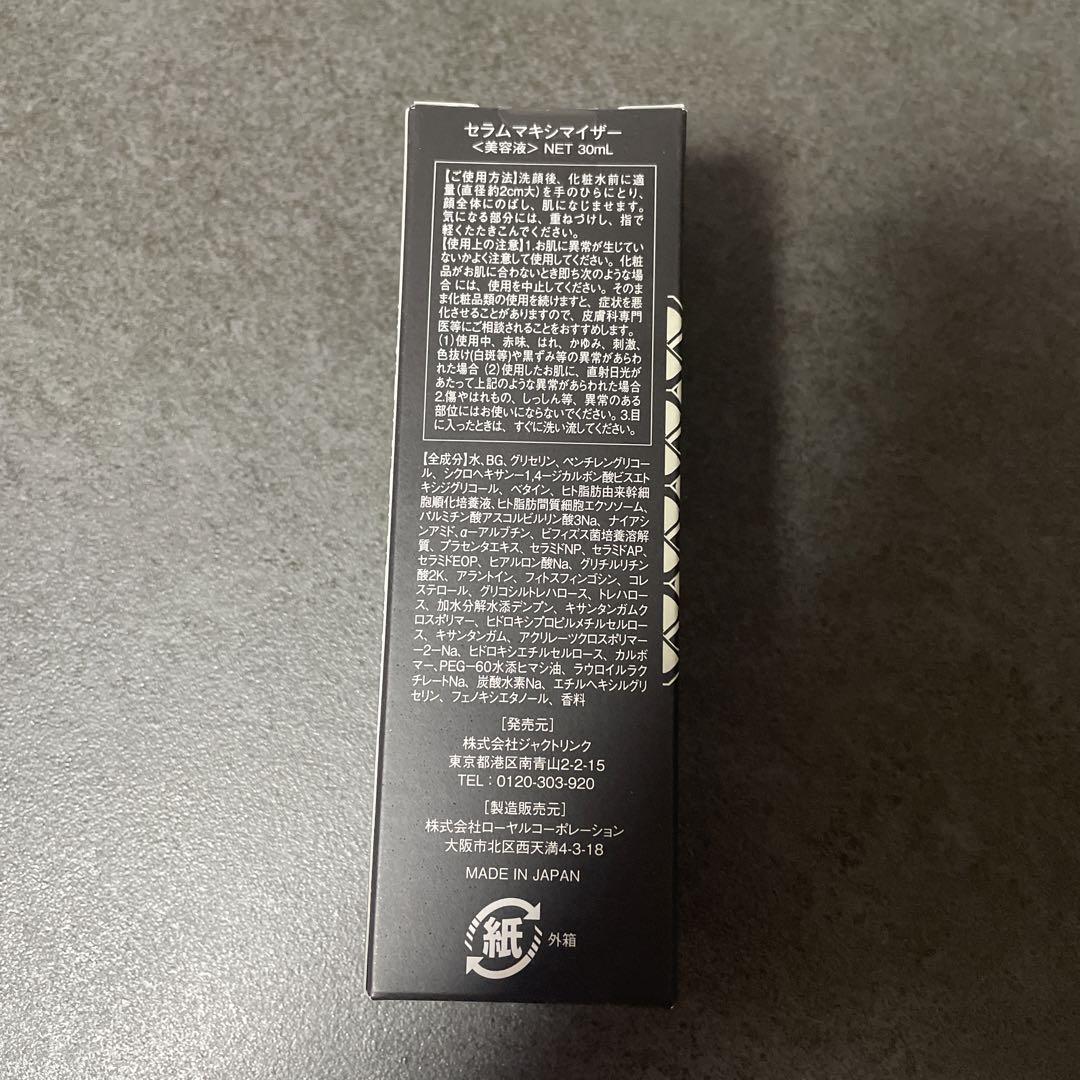 セラムマキシマイザー
<美容液> NET 30mL
【ご使用方法】洗顔後、化粧水前に適
量(直径約2cm大)を手のひらにとり、
顔全体にのばし、肌になじませます。
気になる部分には、重ねづけし、指で
軽くたたきこんでください。
【使用上の注意】1.お肌に異常が生じてい
ないかよく注意して使用してください。化粧
品がお肌に合わないとき即ち次のような場
合には、使用を中止してください。そのま
ま化粧品類の使用を続けますと、症状を悪
化させることがありますので、皮膚科専門
医等にご相談されることをおすすめします。
(1)使用中、赤味、はれ、かゆみ、刺激、
色抜け(白斑等)や黒ずみ等の異常があらわ
れた場合 (2)使用したお肌に、直射日光が
あたって上記のような異常があらわれた場合
2.傷やはれもの、しっしん等、異常のある
部位にはお使いにならないでください。3.目
に入ったときは、すぐに洗い流してください。
【全成分】水、BG、グリセリン、ペンチレングリコー
ル、シクロヘキサン-1,4-ジカルボン酸ビスエト
キシジグリコール、ベタイン、ヒト脂肪由来幹細
胞順化培養液、ヒト脂肪間質細胞エクソソーム、
パルミチン酸アスコルビルリン酸3Na、ナイアシ
ンアミド、α-アルブチン、ビフィズス菌培養溶解
質、プラセンタエキス、セラミドNP、セラミドAP、
セラミドEOP、ヒアルロン酸Na、グリチルリチン
酸2K、アラントイン、フィトスフィンゴシン、コレ
ステロール、グリコシルトレハロース、トレハロー
ス、加水分解水添デンプン、キサンタンガムク
ロスポリマー、ヒドロキシプロピルメチルセルロー
ス、キサンタンガム、アクリレーツクロスポリマー
-2-Na、ヒドロキシエチルセルロース、カルボ
マー、PEG-60水添ヒマシ油、ラウロイルラク
チレートNa、炭酸水素Na、エチルヘキシルグリ
セリン、フェノキシエタノール、香料
[発売元]
株式会社ジャクトリンク
東京都港区南青山2-2-15
TEL:0120-303-920
[製造販売元]
株式会社ローヤルコーポレーション
大阪市北区西天満4-3-18
MADE IN JAPAN
紙 外箱